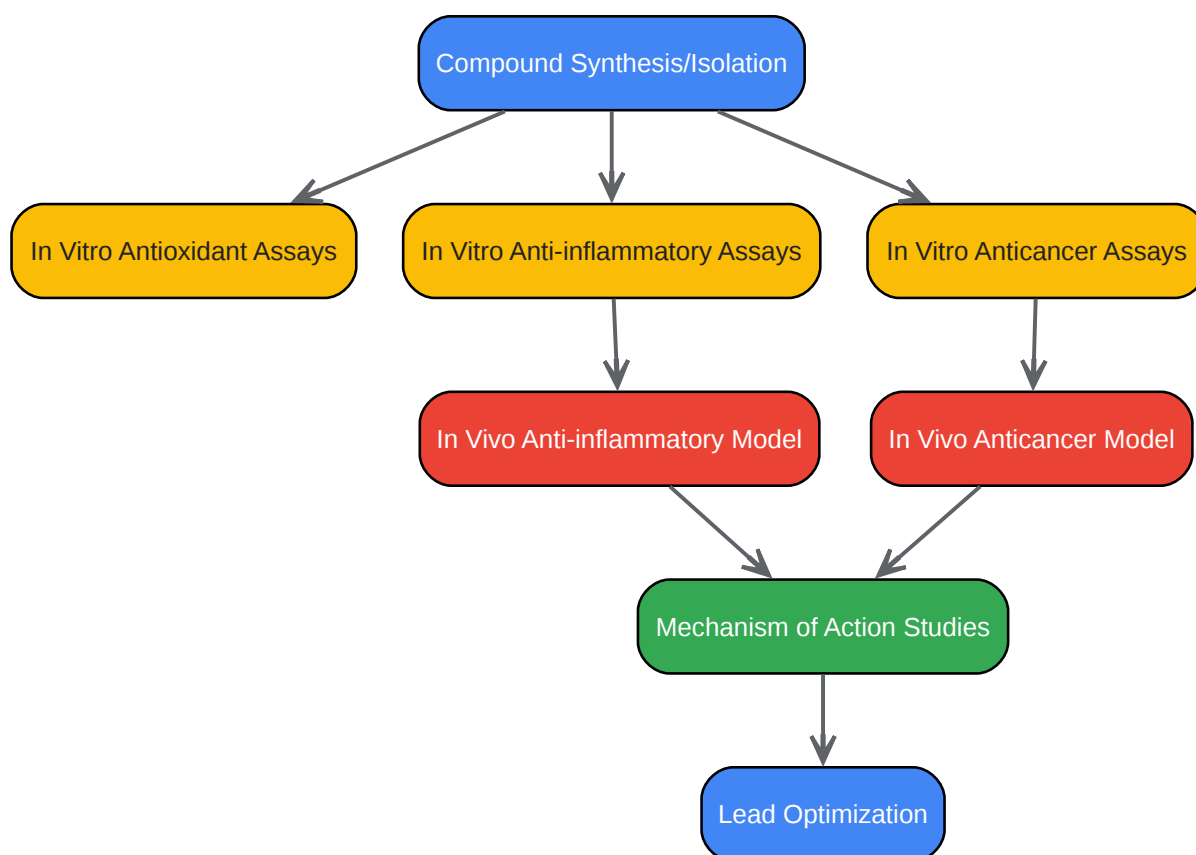 Compound Synthesis/Isolation
In Vitro Antioxidant Assays
In Vitro Anti-inflammatory Assays
In Vitro Anticancer Assays
In Vivo Anti-inflammatory Model
In Vivo Anticancer Model
Mechanism of Action Studies
Lead Optimization